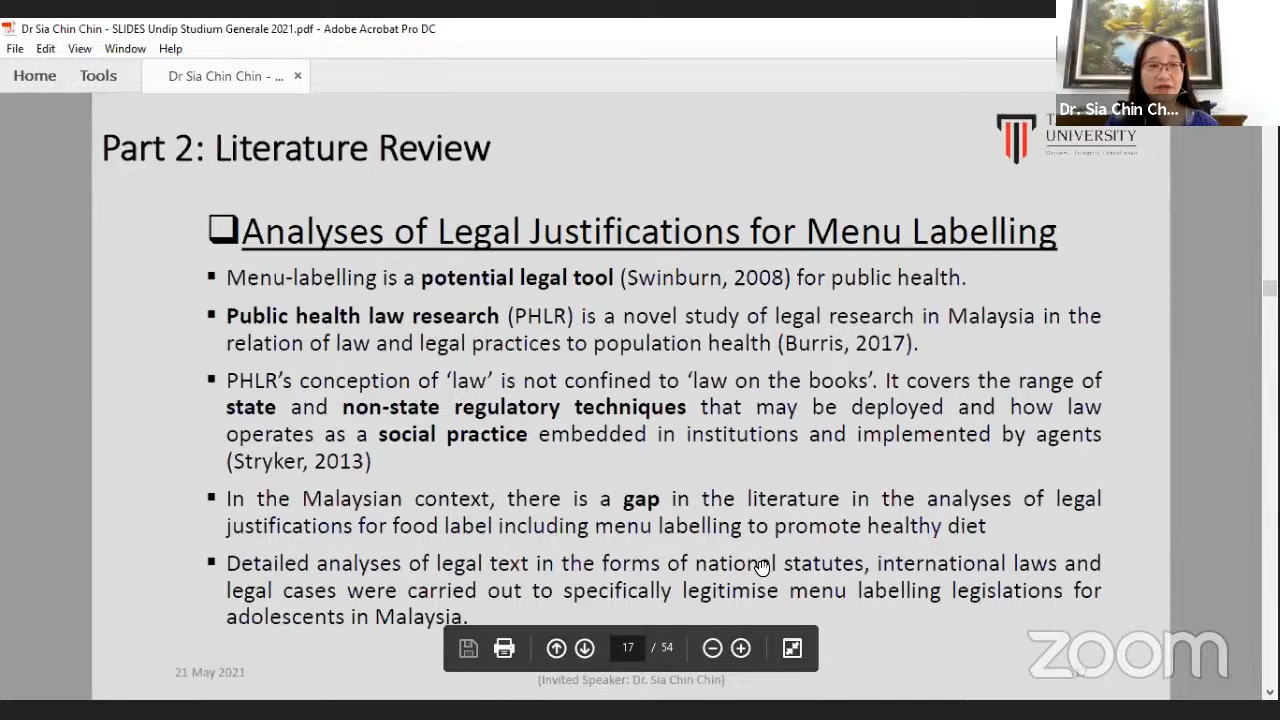 Dr Sia Chin Chin - SLIDES Undip Studium Generale 2021.pdf - Adobe Acrobat Pro DC
File Edit View Window Help
Home Tools Dr Sia Chin Chin - ... ×
Dr. Sia Chin Ch...
UNIVERSITY
Part 2: Literature Review
Analyses of Legal Justifications for Menu Labelling
▪ Menu-labelling is a potential legal tool (Swinburn, 2008) for public health.
▪ Public health law research (PHLR) is a novel study of legal research in Malaysia in the
relation of law and legal practices to population health (Burris, 2017).
▪ PHLR's conception of ‘law’ is not confined to ‘law on the books’. It covers the range of
state and non-state regulatory techniques that may be deployed and how law
operates as a social practice embedded in institutions and implemented by agents
(Stryker, 2013)
▪ In the Malaysian context, there is a gap in the literature in the analyses of legal
justifications for food label including menu labelling to promote healthy diet
▪ Detailed analyses of legal text in the forms of national statutes, international laws and
legal cases were carried out to specifically legitimise menu labelling legislations for
adolescents in Malaysia.
17 / 54
21 May 2021
(Invited Speaker: Dr. Sia Chin Chin)
zoom